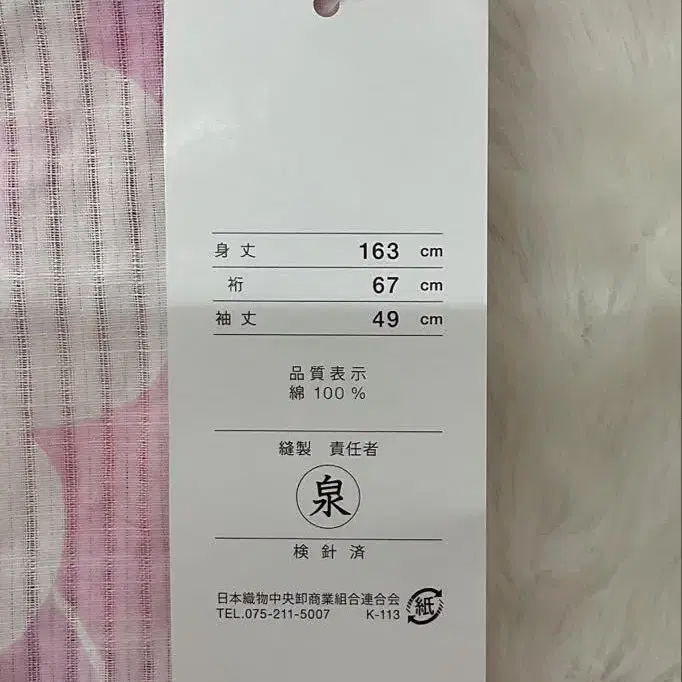 身丈 163 cm
裄 67 cm
袖丈 49 cm
品質表示
綿 100 %
縫製 責任者
泉
検針済
日本織物中央卸商業組合連合会
TEL.075-211-5007 K-113
紙